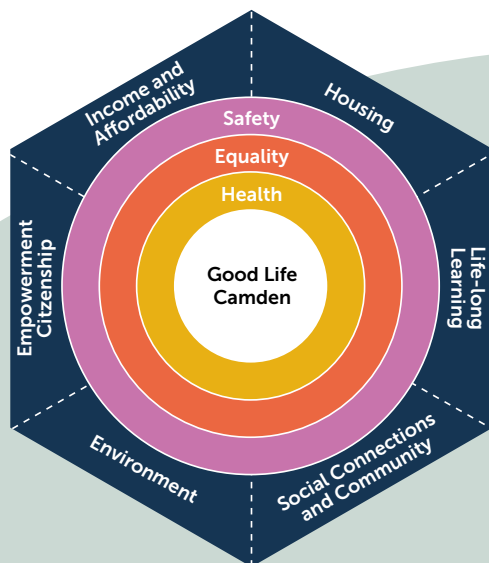 Income and
Affordability
Housing
Safety
Equality
Health
Good Life
Camden
Empowerment
Citzenship
Life-long
Learning
Environment
Social Connections
and Community